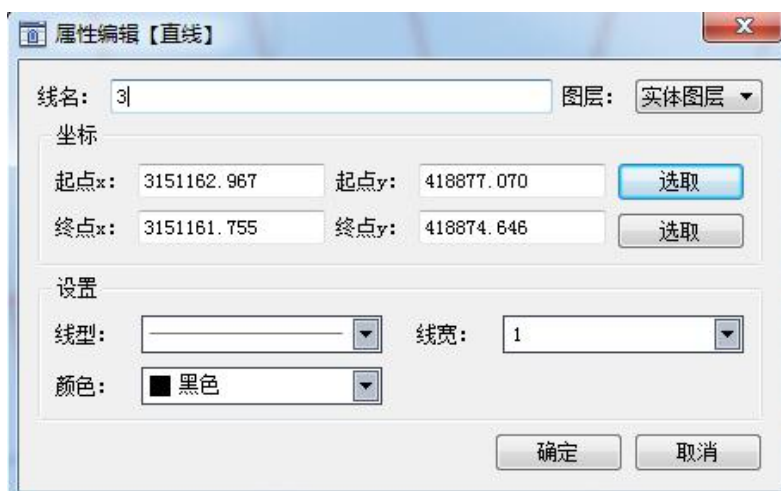 属性编辑【直线】
线名: 3 图层: 实体图层
坐标
起点x: 3151162.967 起点y: 418877.070 选取
终点x: 3151161.755 终点y: 418874.646 选取
设置
线型: 线宽: 1
颜色: 黑色
确定 取消